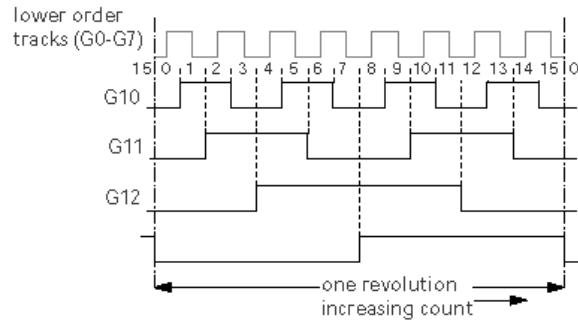 lower order
tracks (G0-G7)
15 0 1 2 3 4 5 6 7 8 9 10 11 12 13 14 15 0
G10
G11
G12
one revolution
increasing count